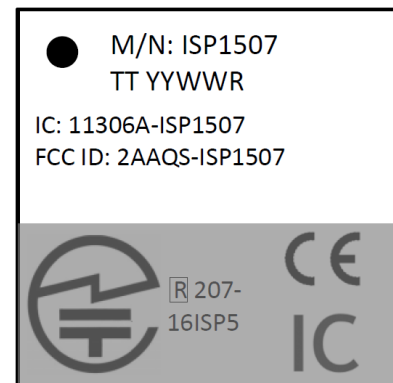 M/N: ISP1507
TT YYWWR
IC: 11306A-ISP1507
FCC ID: 2AAQS-ISP1507
CE
R 207-
16ISP5
IC